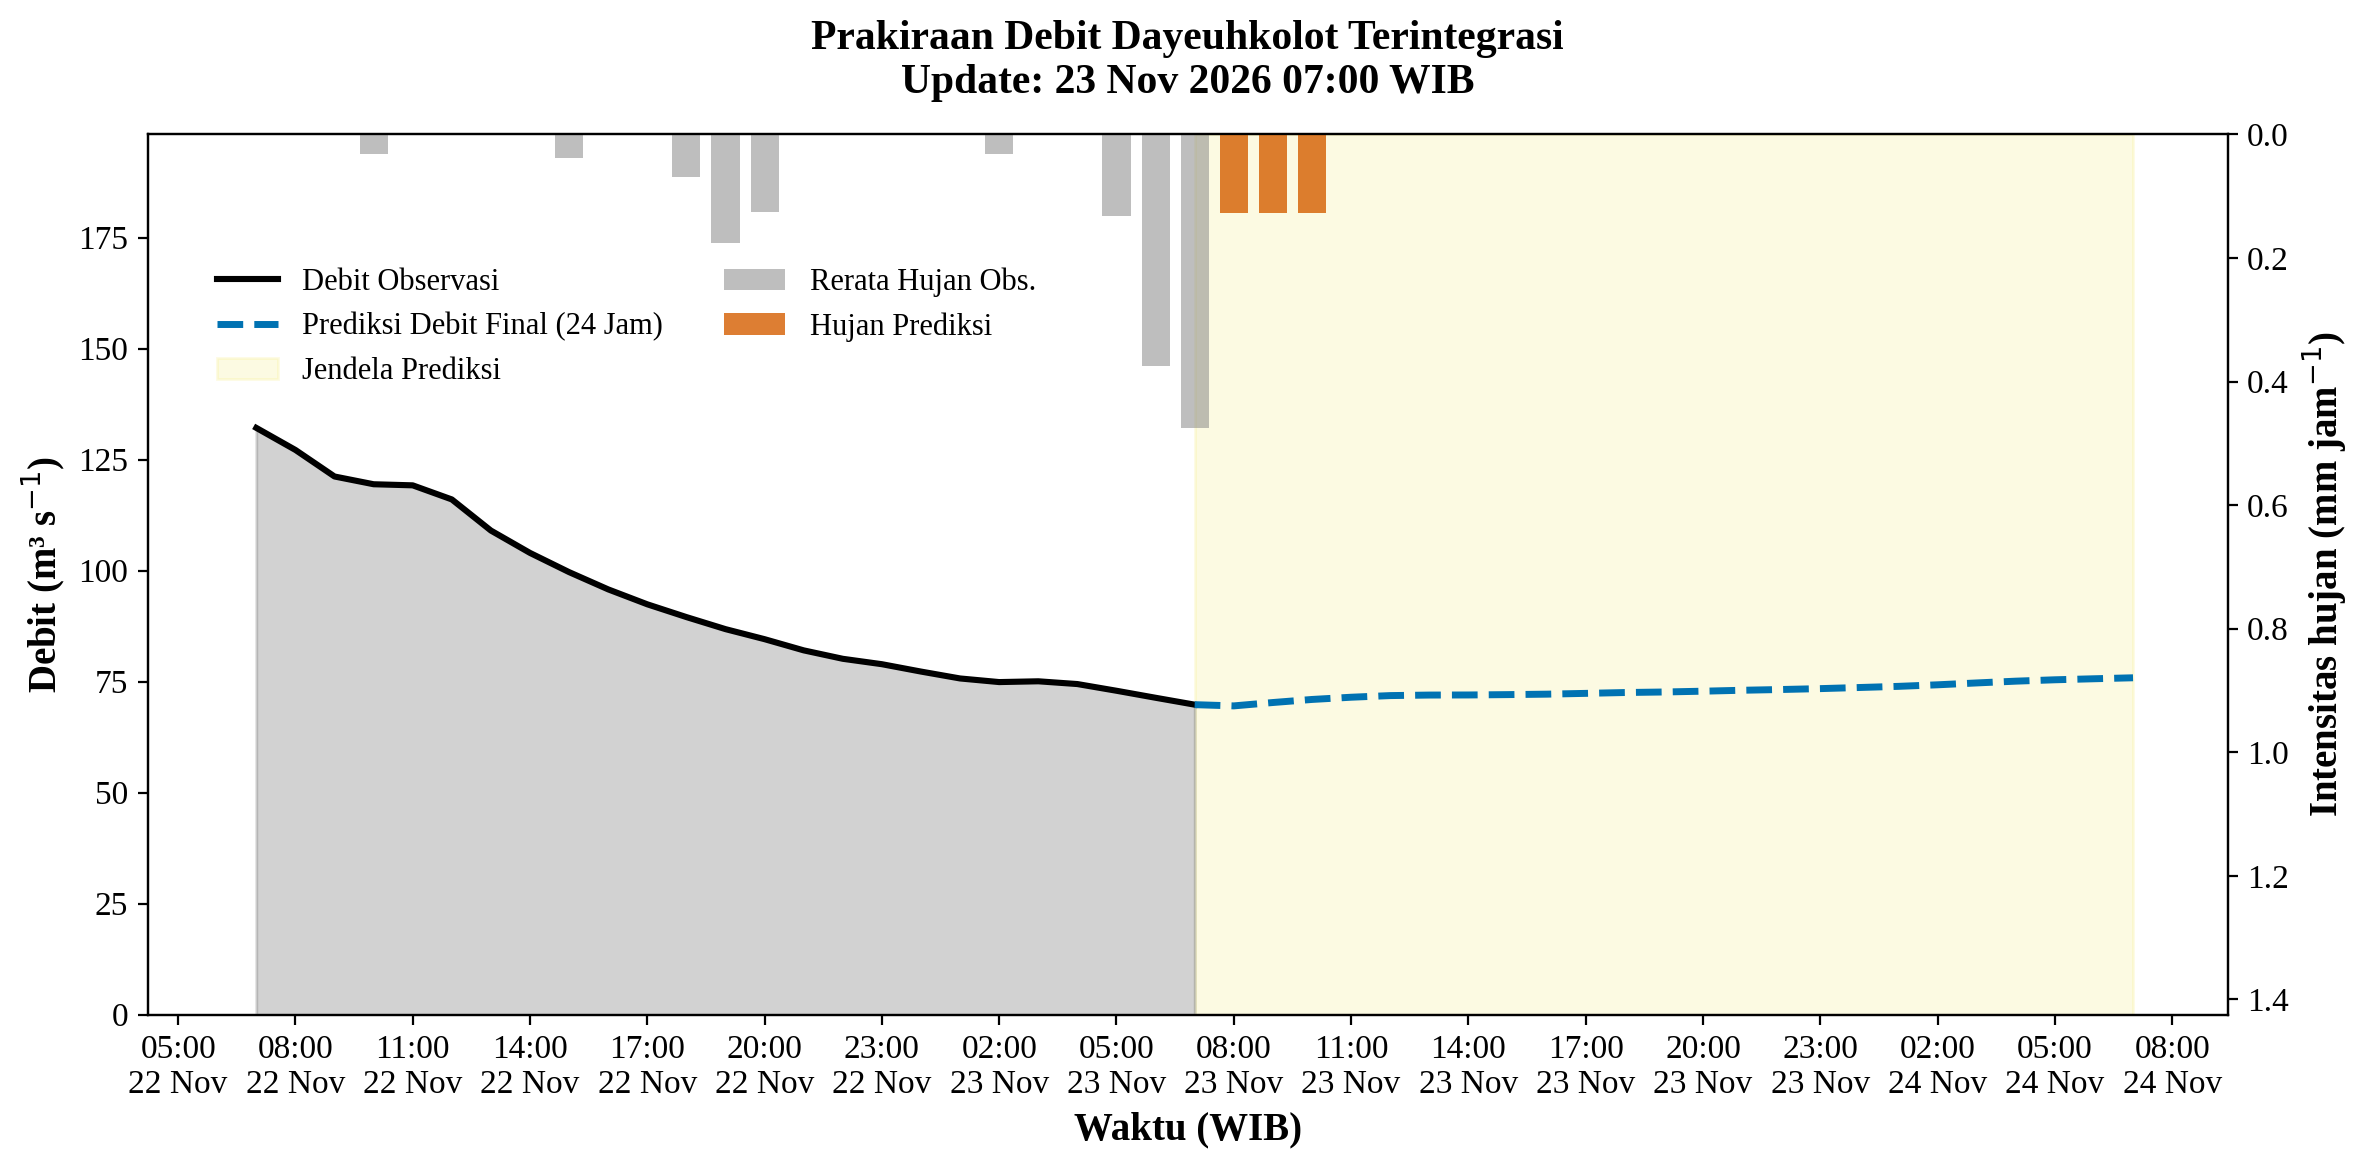 Prakiraan Debit Dayeuhkolot Terintegrasi
Update: 23 Nov 2026 07:00 WIB
Debit (m³ s⁻¹)
175
150
125
100
75
50
25
0
Debit Observasi
Prediksi Debit Final (24 Jam)
Jendela Prediksi
Rerata Hujan Obs.
Hujan Prediksi
0.0
0.2
0.4
0.6
0.8
1.0
1.2
1.4
Intensitas hujan (mm jam⁻¹)
05:00 08:00 11:00 14:00 17:00 20:00 23:00 02:00 05:00 08:00 11:00 14:00 17:00 20:00 23:00 02:00 05:00 08:00
22 Nov 22 Nov 22 Nov 22 Nov 22 Nov 22 Nov 22 Nov 23 Nov 23 Nov 23 Nov 23 Nov 23 Nov 23 Nov 23 Nov 23 Nov 24 Nov 24 Nov 24 Nov
Waktu (WIB)